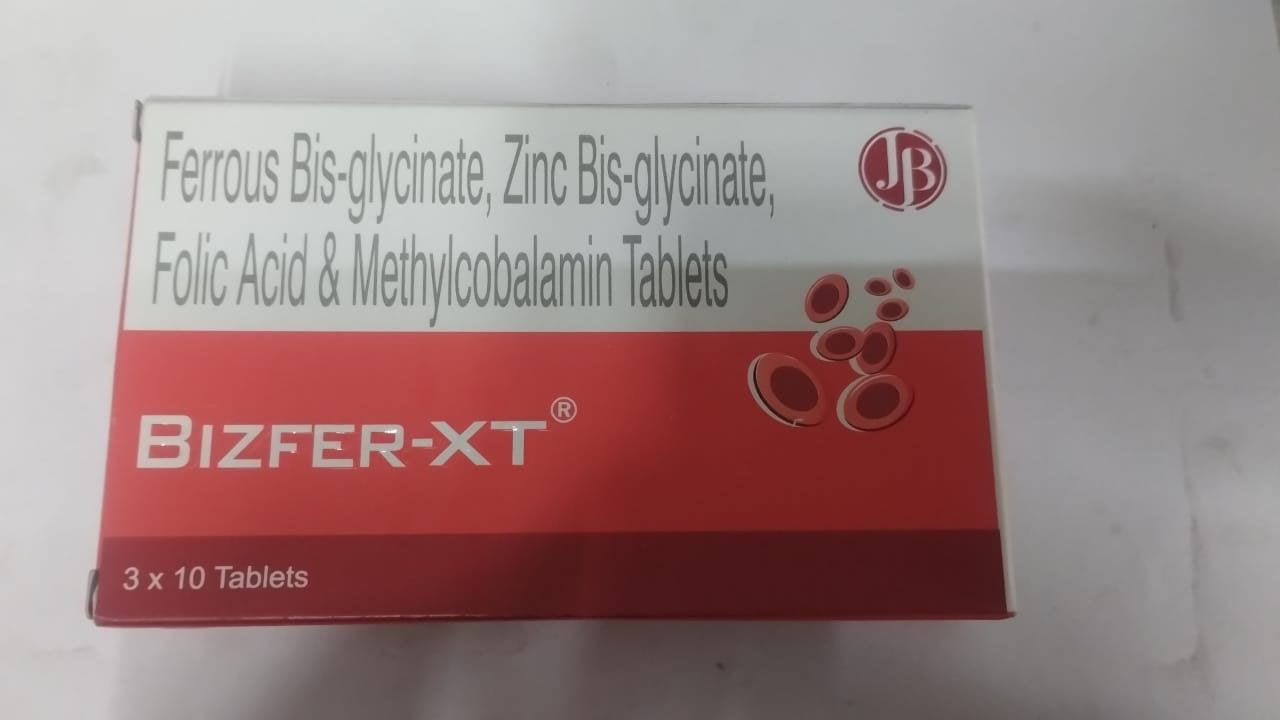 Ferrous Bis-glycinate, Zinc Bis-glycinate,
Folic Acid & Methylcobalamin Tablets
JB
BIZFER-XT®
3 x 10 Tablets